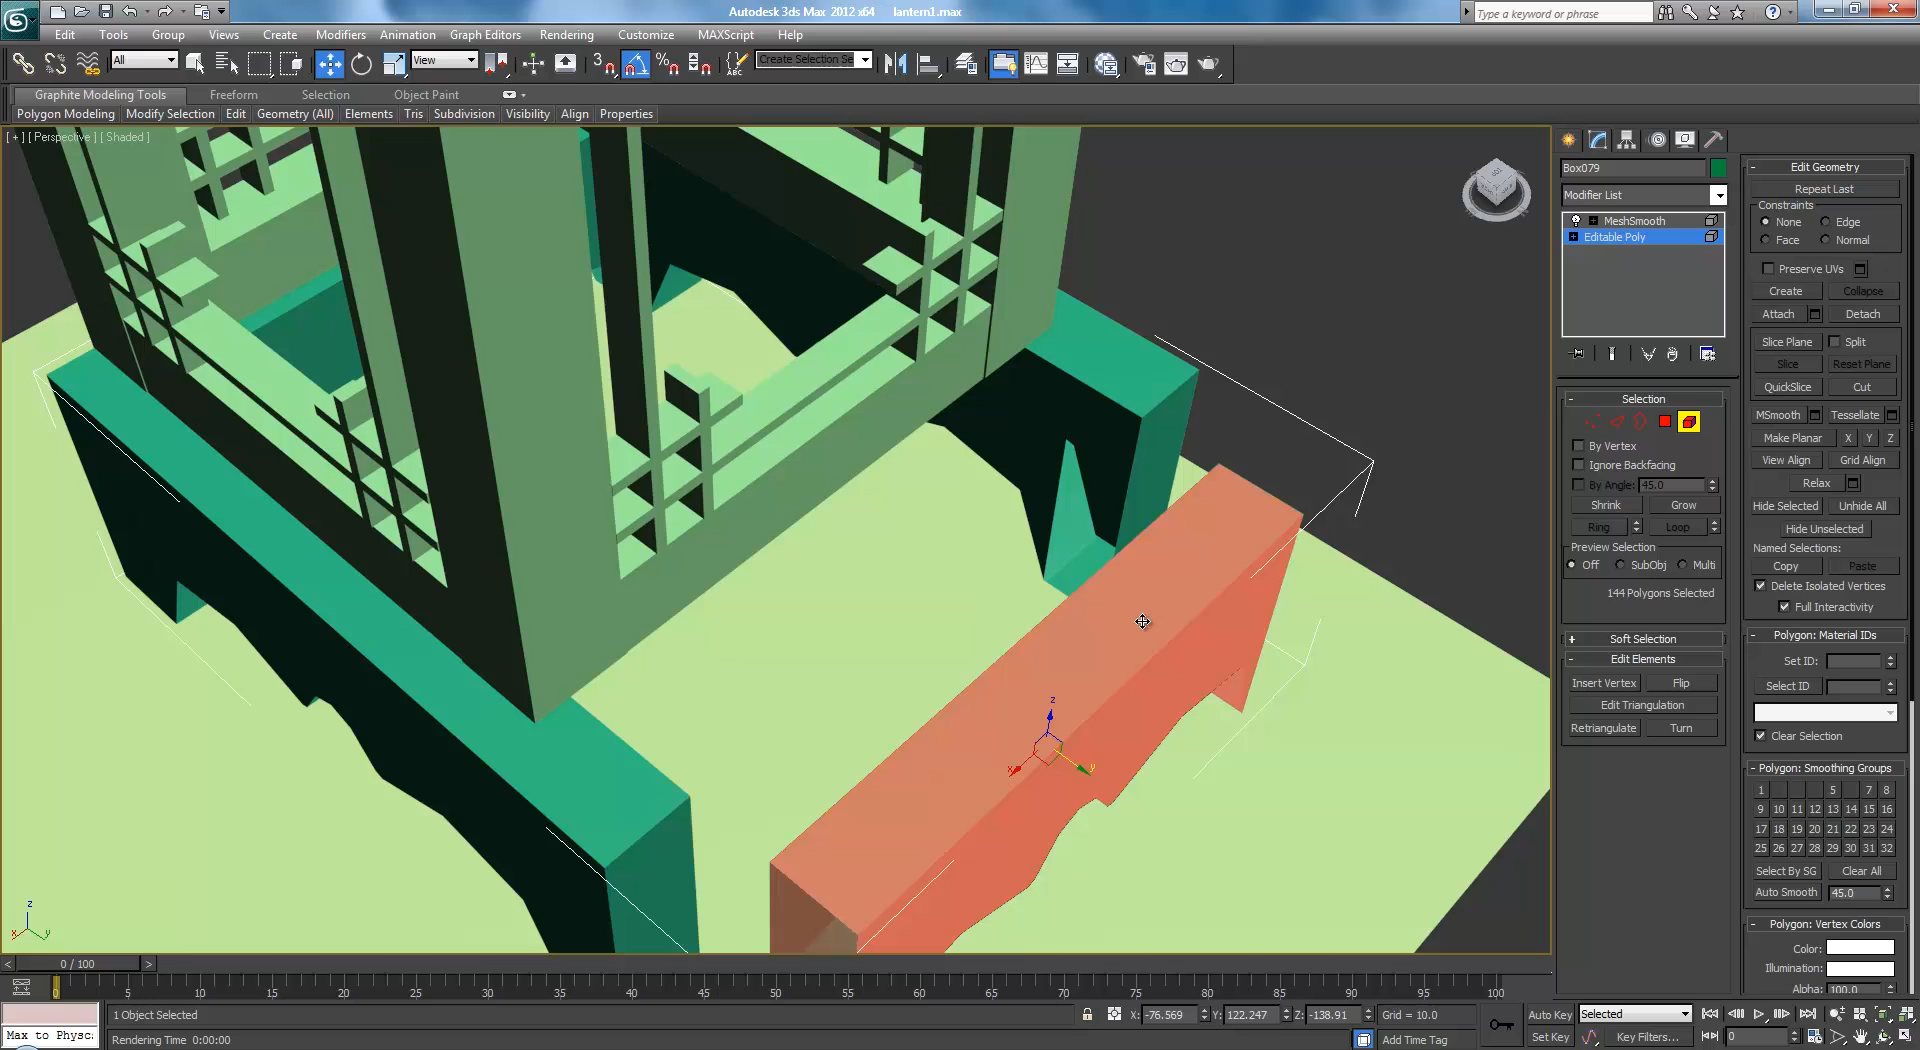 Autodesk 3ds Max 2012 x64 lantern1.max
Type a keyword or phrase
Edit Tools Group Views Create Modifiers Animation Graph Editors Rendering Customize MAXScript Help
All View Create Selection Se
Graphite Modeling Tools Freeform Selection Object Paint
Polygon Modeling Modify Selection Edit Geometry (All) Elements Tris Subdivision Visibility Align Properties
[ + ] [ Perspective ] [ Shaded ]
Box079
Modifier List
MeshSmooth
Editable Poly
Selection
By Vertex
Ignore Backfacing
By Angle: 45.0
Shrink Grow
Ring Loop
Preview Selection
Off SubObj Multi
144 Polygons Selected
Soft Selection
Edit Elements
Insert Vertex Flip
Edit Triangulation
Retriangulate Turn
Edit Geometry
Repeat Last
Constraints
None Edge
Face Normal
Preserve UVs
Create Collapse
Attach Detach
Slice Plane Split
Slice Reset Plane
QuickSlice Cut
MSmooth Tessellate
Make Planar X Y Z
View Align Grid Align
Relax
Hide Selected Unhide All
Hide Unselected
Named Selections:
Copy Paste
Delete Isolated Vertices
Full Interactivity
Polygon: Material IDs
Set ID:
Select ID
Clear Selection
Polygon: Smoothing Groups
1 5 7 8
9 10 11 12 13 14 15 16
17 18 19 20 21 22 23 24
25 26 27 28 29 30 31 32
Select By SG Clear All
Auto Smooth 45.0
Polygon: Vertex Colors
Color:
Illumination:
Alpha: 100.0
z
x y
z
x y
< 0 / 100 >
0 5 10 15 20 25 30 35 40 45 50 55 60 65 70 75 80 85 90 95 100
1 Object Selected X: -76.569 Y: 122.247 Z: -138.91 Grid = 10.0 Auto Key Selected
Max to Physc: Rendering Time 0:00:00 Add Time Tag Set Key Key Filters... 0